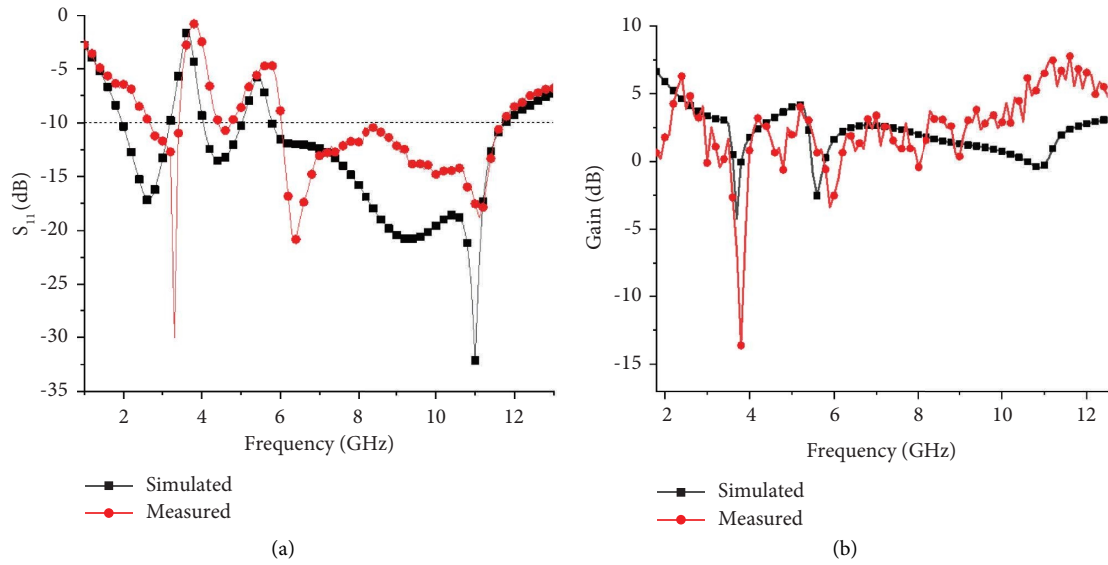 0
-5
-10
-15
-20
-25
-30
-35
S11 (dB)
2 4 6 8 10 12
Frequency (GHz)
Simulated
Measured
(a)
10
5
0
-5
-10
-15
Gain (dB)
2 4 6 8 10 12
Frequency (GHz)
Simulated
Measured
(b)